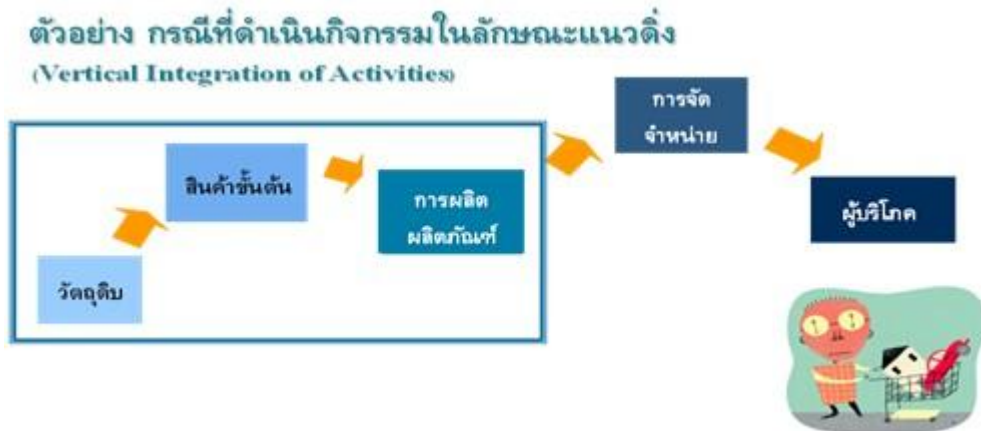 ตัวอย่าง กรณีที่ดำเนินกิจกรรมในลักษณะแนวดิ่ง
(Vertical Integration of Activities)
วัตถุดิบ
สินค้าขั้นต้น
การผลิต
ผลิตภัณฑ์
การจัด
จำหน่าย
ผู้บริโภค